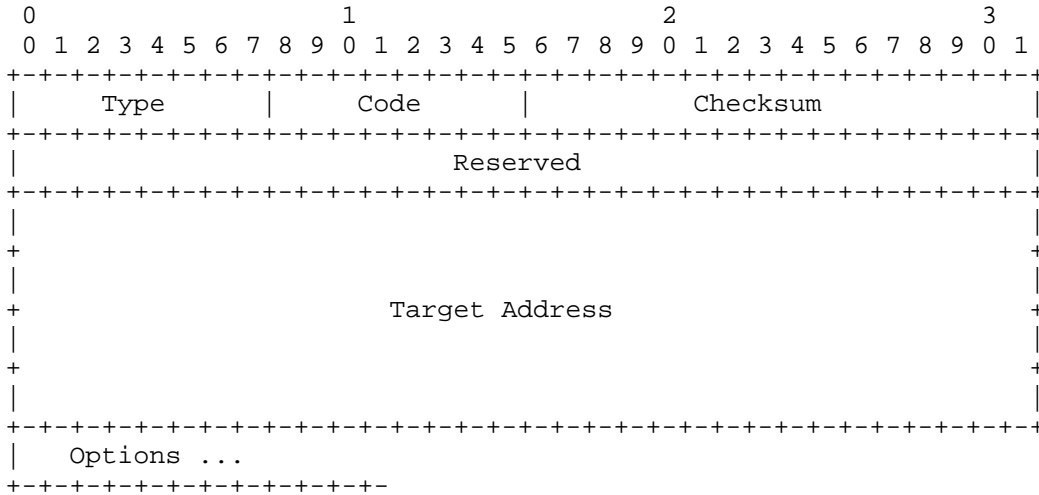 0                   1                   2                   3
 0 1 2 3 4 5 6 7 8 9 0 1 2 3 4 5 6 7 8 9 0 1 2 3 4 5 6 7 8 9 0 1
+-+-+-+-+-+-+-+-+-+-+-+-+-+-+-+-+-+-+-+-+-+-+-+-+-+-+-+-+-+-+-+-+
|     Type      |     Code      |          Checksum             |
+-+-+-+-+-+-+-+-+-+-+-+-+-+-+-+-+-+-+-+-+-+-+-+-+-+-+-+-+-+-+-+-+
|                           Reserved                            |
+-+-+-+-+-+-+-+-+-+-+-+-+-+-+-+-+-+-+-+-+-+-+-+-+-+-+-+-+-+-+-+-+
|                                                               |
+                                                               +
|                                                               |
+                       Target Address                          +
|                                                               |
+                                                               +
|                                                               |
+-+-+-+-+-+-+-+-+-+-+-+-+-+-+-+-+-+-+-+-+-+-+-+-+-+-+-+-+-+-+-+-+
|   Options ...
+-+-+-+-+-+-+-+-+-+-+-+-